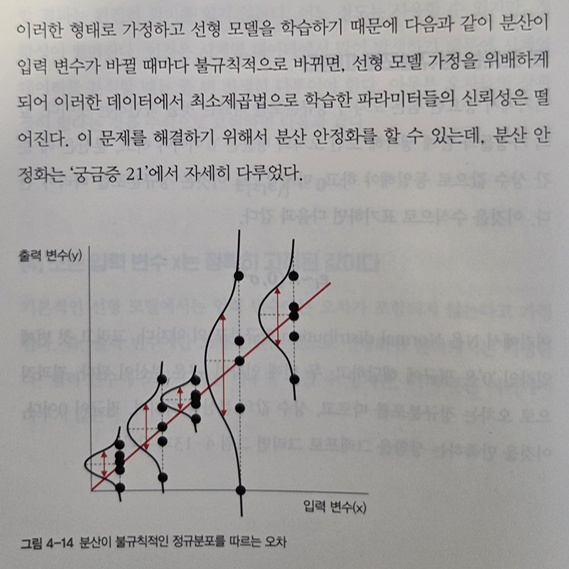 이러한 형태로 가정하고 선형 모델을 학습하기 때문에 다음과 같이 분산이
입력 변수가 바뀔 때마다 불규칙적으로 바뀌면, 선형 모델 가정을 위배하게
되어 이러한 데이터에서 최소제곱법으로 학습한 파라미터들의 신뢰성은 떨
어진다. 이 문제를 해결하기 위해서 분산 안정화를 할 수 있는데, 분산 안
정화는 ‘궁금증 21’에서 자세히 다루었다.
출력 변수(y)
입력 변수(x)
그림 4-14 분산이 불규칙적인 정규분포를 따르는 오차